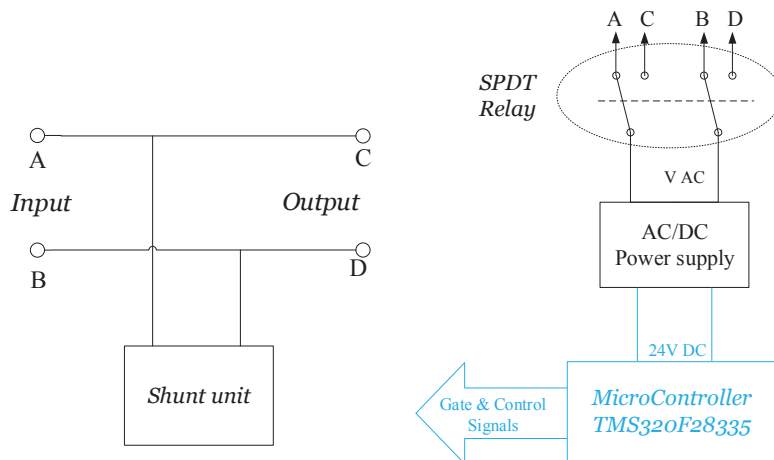 A
C
Input
Output
B
D
Shunt unit
A C B D
SPDT
Relay
V AC
AC/DC
Power supply
24V DC
MicroController
TMS320F28335
Gate & Control
Signals